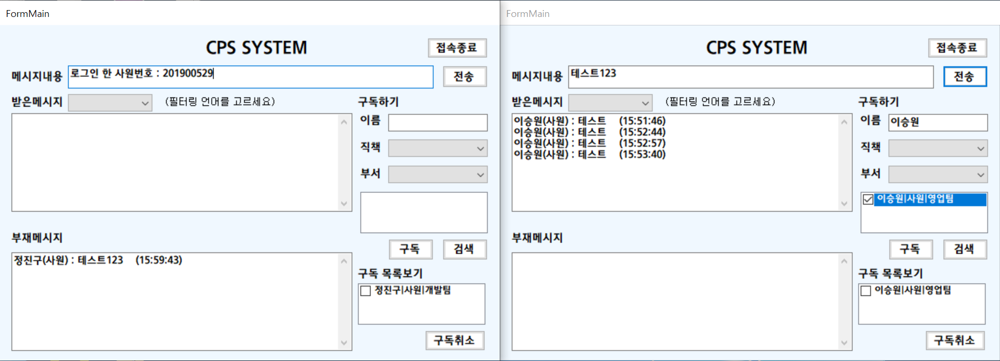 FormMain
CPS SYSTEM
접속종료
메시지내용
로그인 한 사원번호 : 201900529
전송
받은메시지
(필터링 언어를 고르세요)
구독하기
이름
직책
부서
구독
검색
부재메시지
정진구(사원) : 테스트123 (15:59:43)
구독 목록보기
정진구|사원|개발팀
구독취소
FormMain
CPS SYSTEM
접속종료
메시지내용
테스트123
전송
받은메시지
(필터링 언어를 고르세요)
이승원(사원) : 테스트 (15:51:46)
이승원(사원) : 테스트 (15:52:44)
이승원(사원) : 테스트 (15:52:57)
이승원(사원) : 테스트 (15:53:40)
구독하기
이름
이승원
직책
부서
이승원|사원|영업팀
구독
검색
부재메시지
구독 목록보기
이승원|사원|영업팀
구독취소